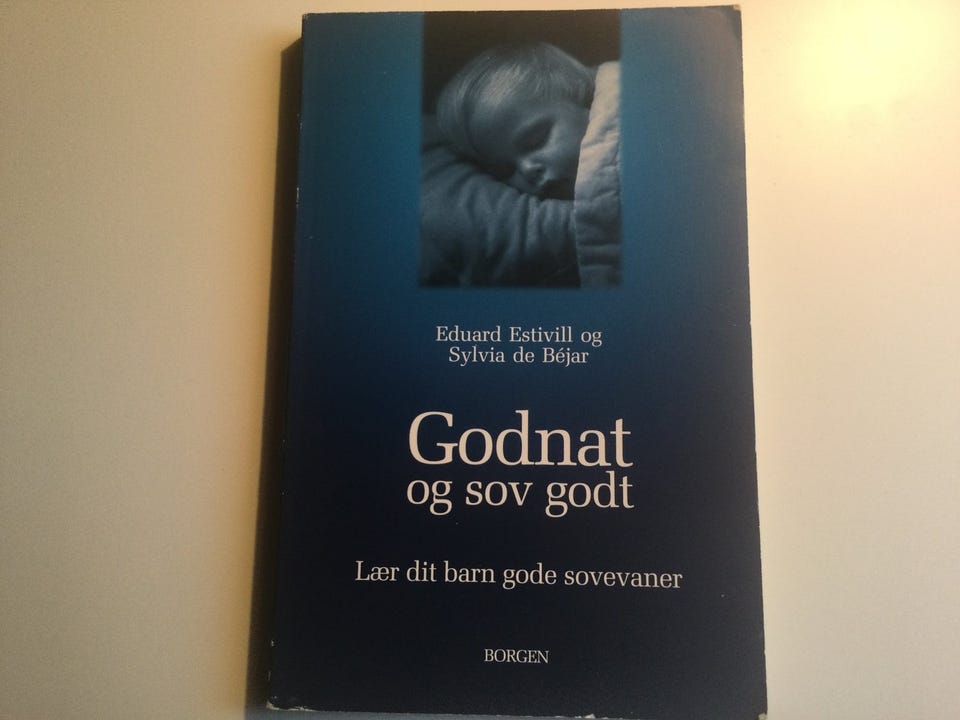 Eduard Estivill og
Sylvia de Béjar
Godnat
og sov godt
Lær dit barn gode sovevaner
BORGEN